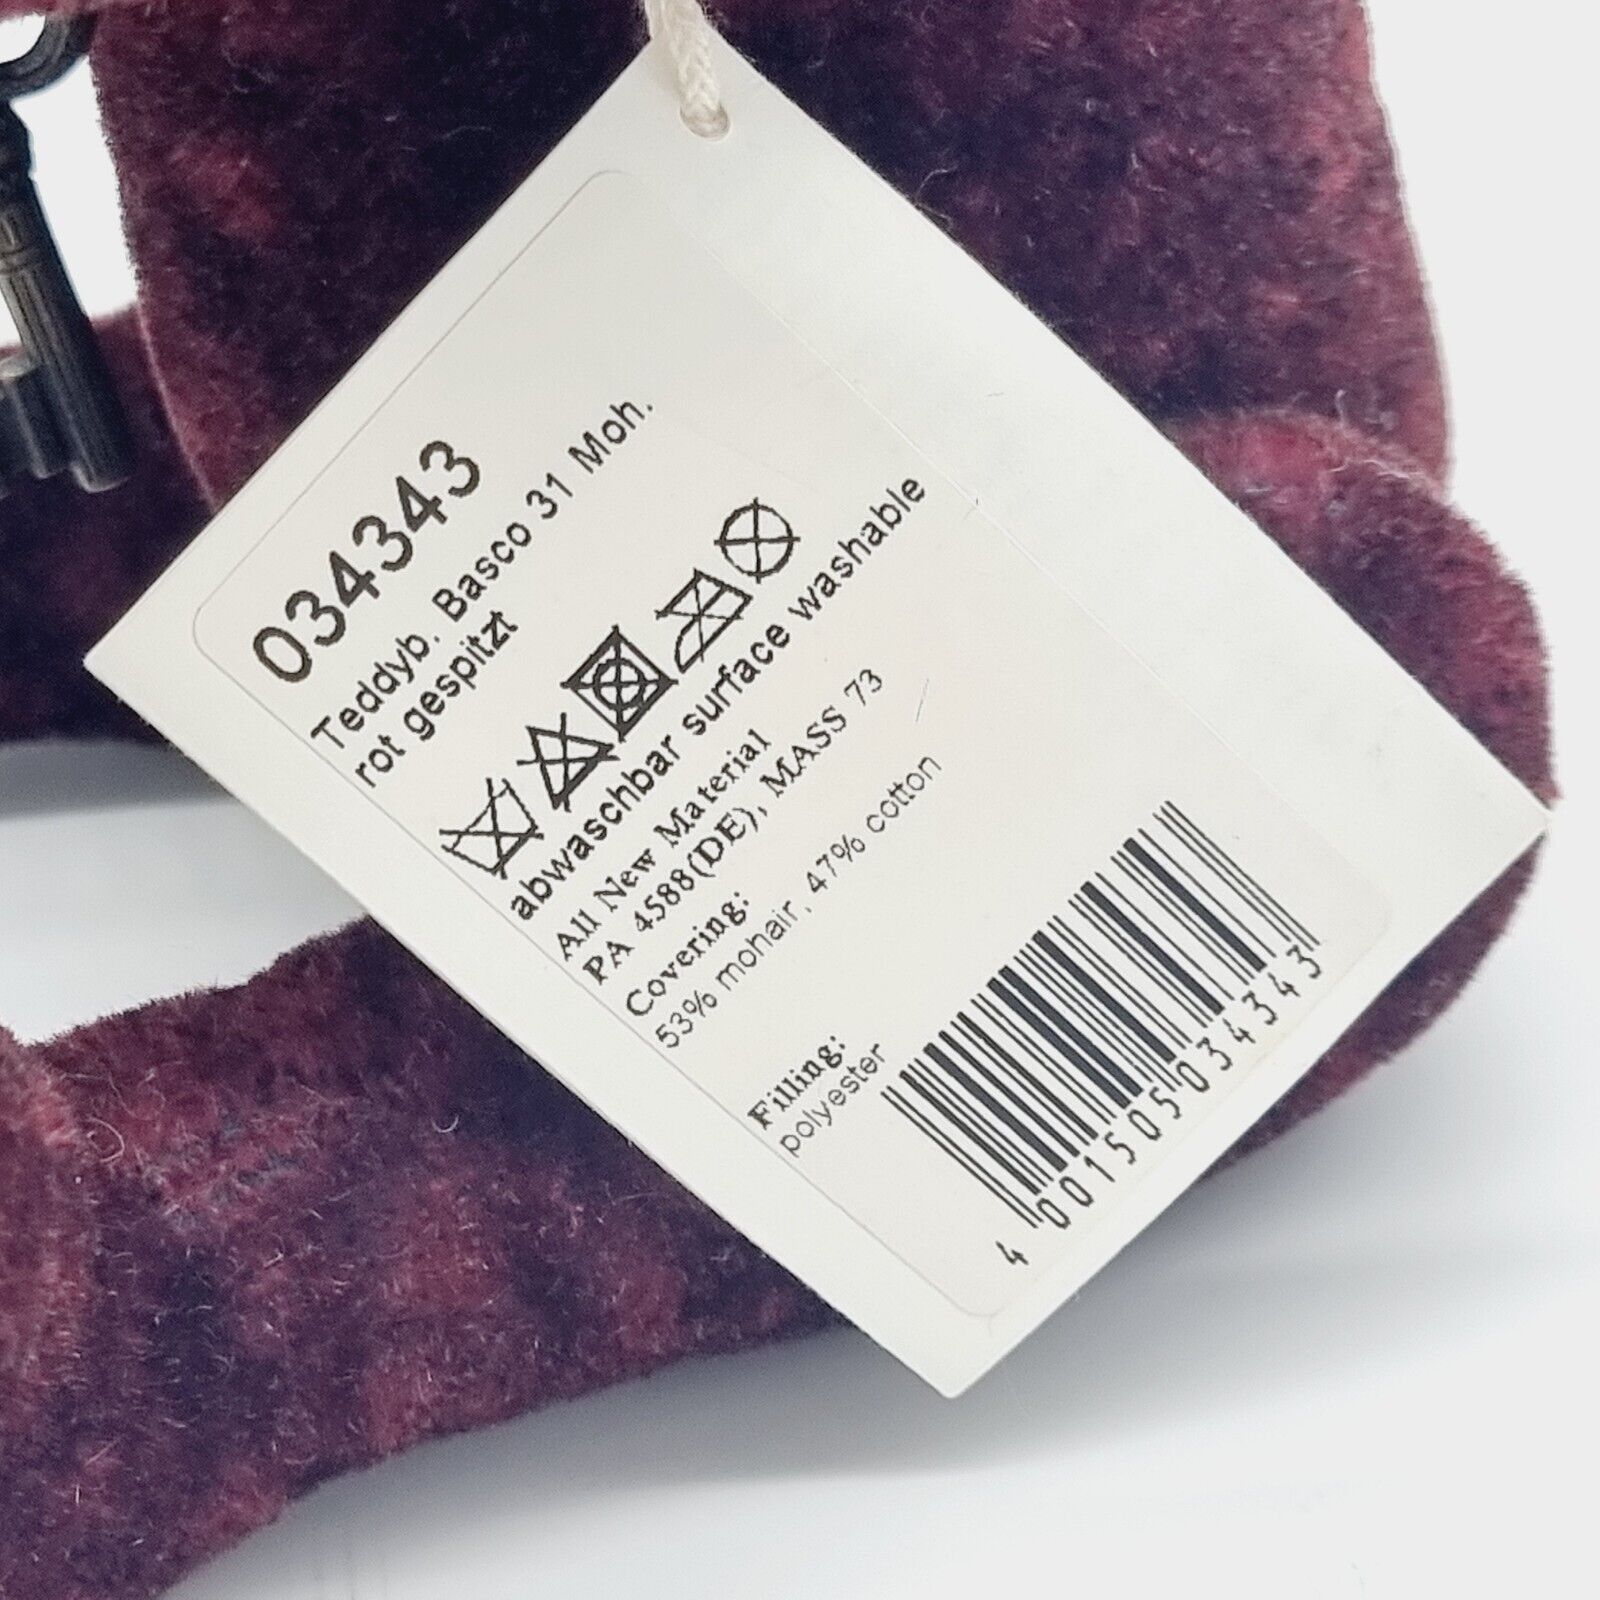 034343
Teddyb. Basco 31 Moh.
rot gespitzt
abwaschbar surface washable
All New Material
PA 4588(DE), MASS 73
Covering:
53% mohair, 47% cotton
Filling:
polyester
4 001505 034343